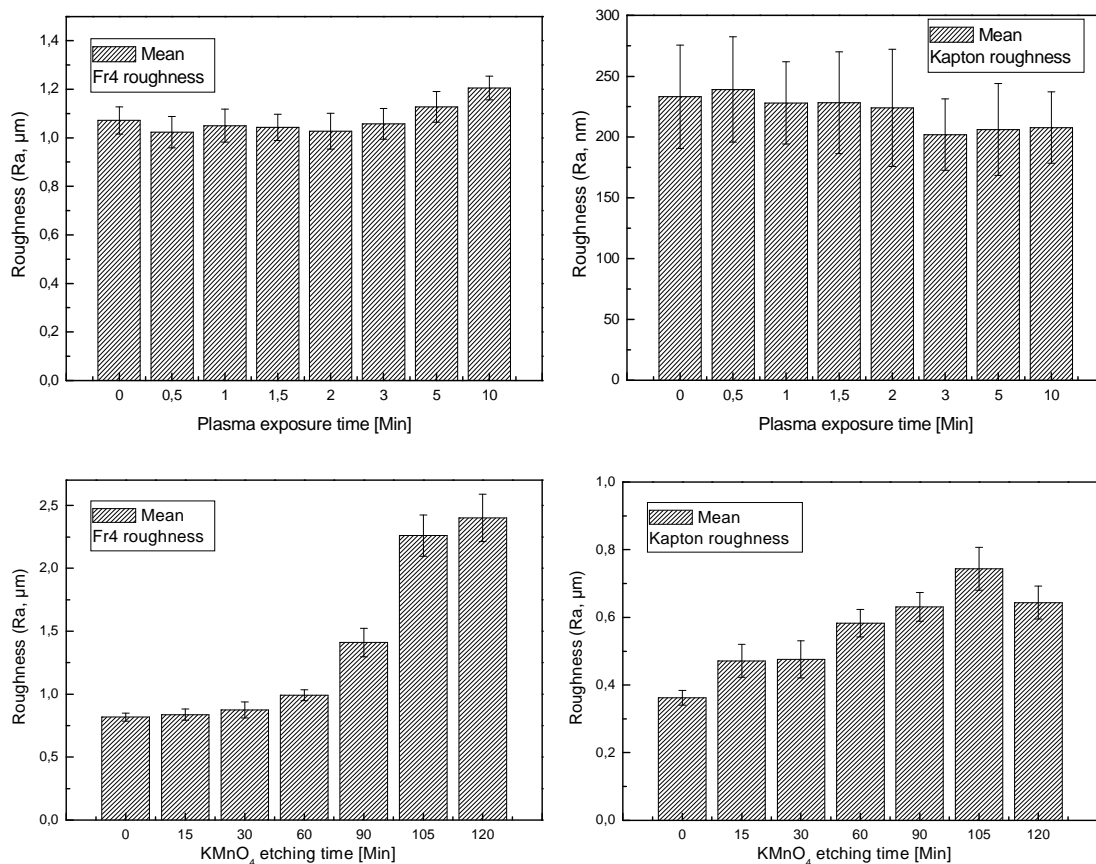 1,4
1,2
1,0
0,8
0,6
0,4
0,2
0,0
Roughness (Ra, µm)
Mean
Fr4 roughness
0 0,5 1 1,5 2 3 5 10
Plasma exposure time [Min]
300
250
200
150
100
50
0
Roughness (Ra, nm)
Mean
Kapton roughness
0 0,5 1 1,5 2 3 5 10
Plasma exposure time [Min]
2,5
2,0
1,5
1,0
0,5
0,0
Roughness (Ra, µm)
Mean
Fr4 roughness
0 15 30 60 90 105 120
KMnO₄ etching time [Min]
1,0
0,8
0,6
0,4
0,2
0,0
Roughness (Ra, µm)
Mean
Kapton roughness
0 15 30 60 90 105 120
KMnO₄ etching time [Min]